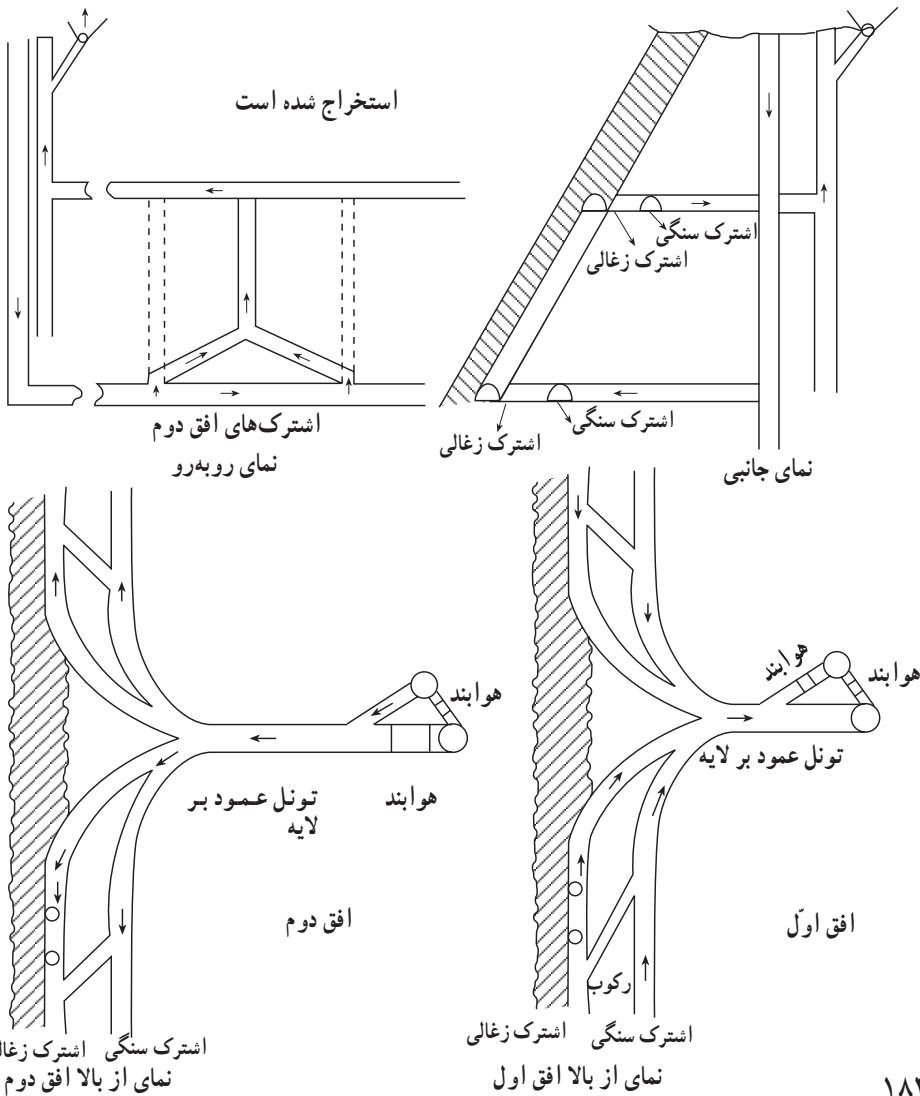 استخراج شده است
اشترک سنگی
اشترک زغالی
اشترک سنگی
اشترک زغالی
نمای جانبی
اشترک‌های افق دوم
نمای روبه‌رو
هوابند
هوابند
تونل عمود بر لایه
افق اوّل
رکوب
اشترک سنگی
اشترک زغالی
نمای از بالا افق اول
هوابند
هوابند
تونل عمود بر
لایه
افق دوم
اشترک سنگی
اشترک
نمای از بالا افق دوم